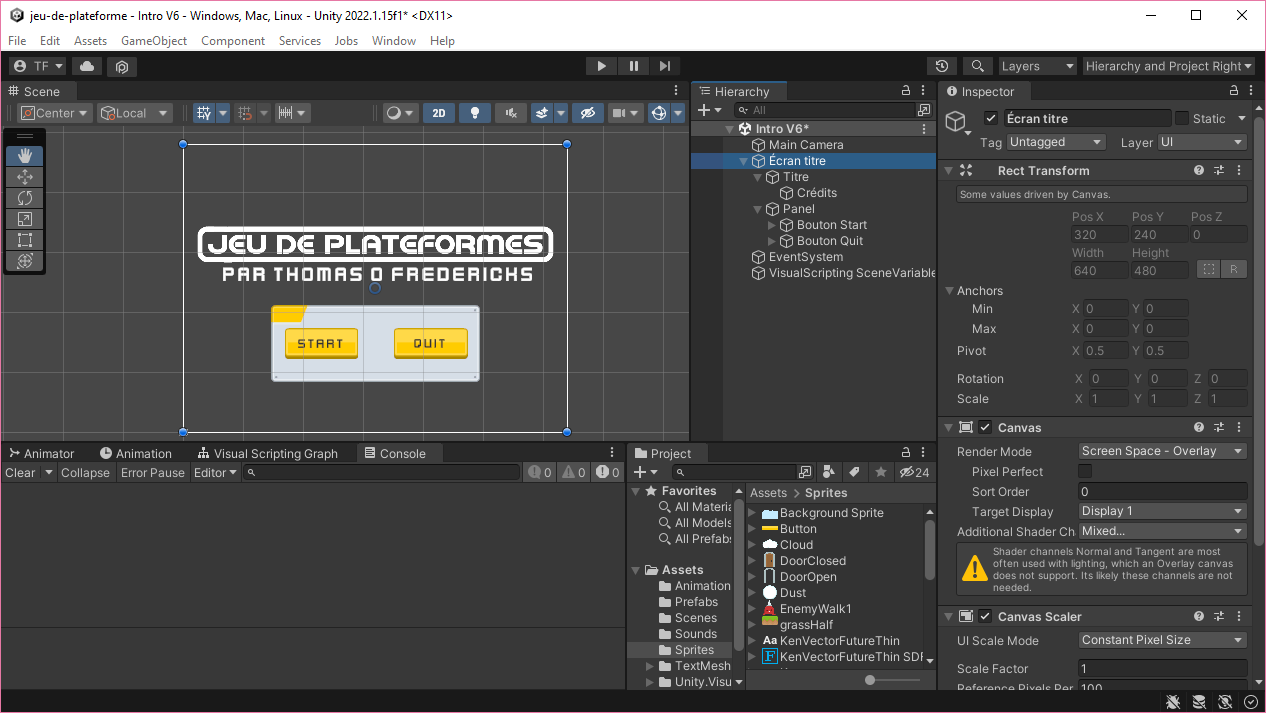 jeu-de-plateforme - Intro V6 - Windows, Mac, Linux - Unity 2022.1.15f1* <DX11>
File Edit Assets GameObject Component Services Jobs Window Help
TF Layers Hierarchy and Project Right
Scene
Center Local 2D
JEU DE PLATEFORMES
PAR THOMAS O FREDERICKS
START QUIT
Hierarchy
All
Intro V6*
Main Camera
Écran titre
Titre
Crédits
Panel
Bouton Start
Bouton Quit
EventSystem
VisualScripting SceneVariable
Inspector
Écran titre Static
Tag Untagged Layer UI
Rect Transform
Some values driven by Canvas.
Pos X Pos Y Pos Z
320 240 0
Width Height
640 480 R
Anchors
Min X 0 Y 0
Max X 0 Y 0
Pivot X 0.5 Y 0.5
Rotation X 0 Y 0 Z 0
Scale X 1 Y 1 Z 1
Canvas
Render Mode Screen Space - Overlay
Pixel Perfect
Sort Order 0
Target Display Display 1
Additional Shader Ch Mixed...
Shader channels Normal and Tangent are most
often used with lighting, which an Overlay canvas
does not support. Its likely these channels are not
needed.
Canvas Scaler
UI Scale Mode Constant Pixel Size
Scale Factor 1
Reference Pixels Per 100
Animator Animation Visual Scripting Graph Console
Clear Collapse Error Pause Editor 0 0 0
Project
24
Favorites
All Materia
All Models
All Prefabs
Assets
Animation
Prefabs
Scenes
Sounds
Sprites
TextMesh
Unity.Visu
Assets > Sprites
Background Sprite
Button
Cloud
DoorClosed
DoorOpen
Dust
EnemyWalk1
grassHalf
Aa KenVectorFutureThin
F KenVectorFutureThin SDF